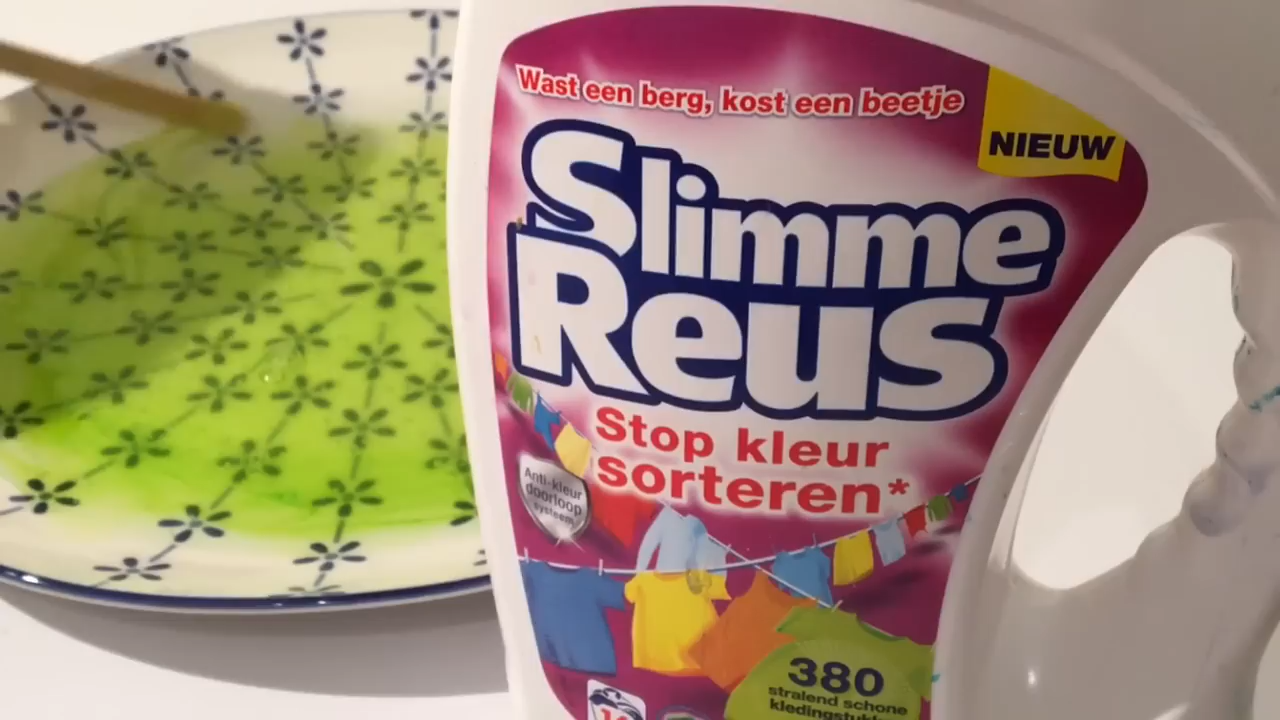 Wast een berg, kost een beetje
NIEUW
Slimme
Reus
Stop kleur
sorteren*
Anti-kleur
doorloop
systeem
380
stralend schone